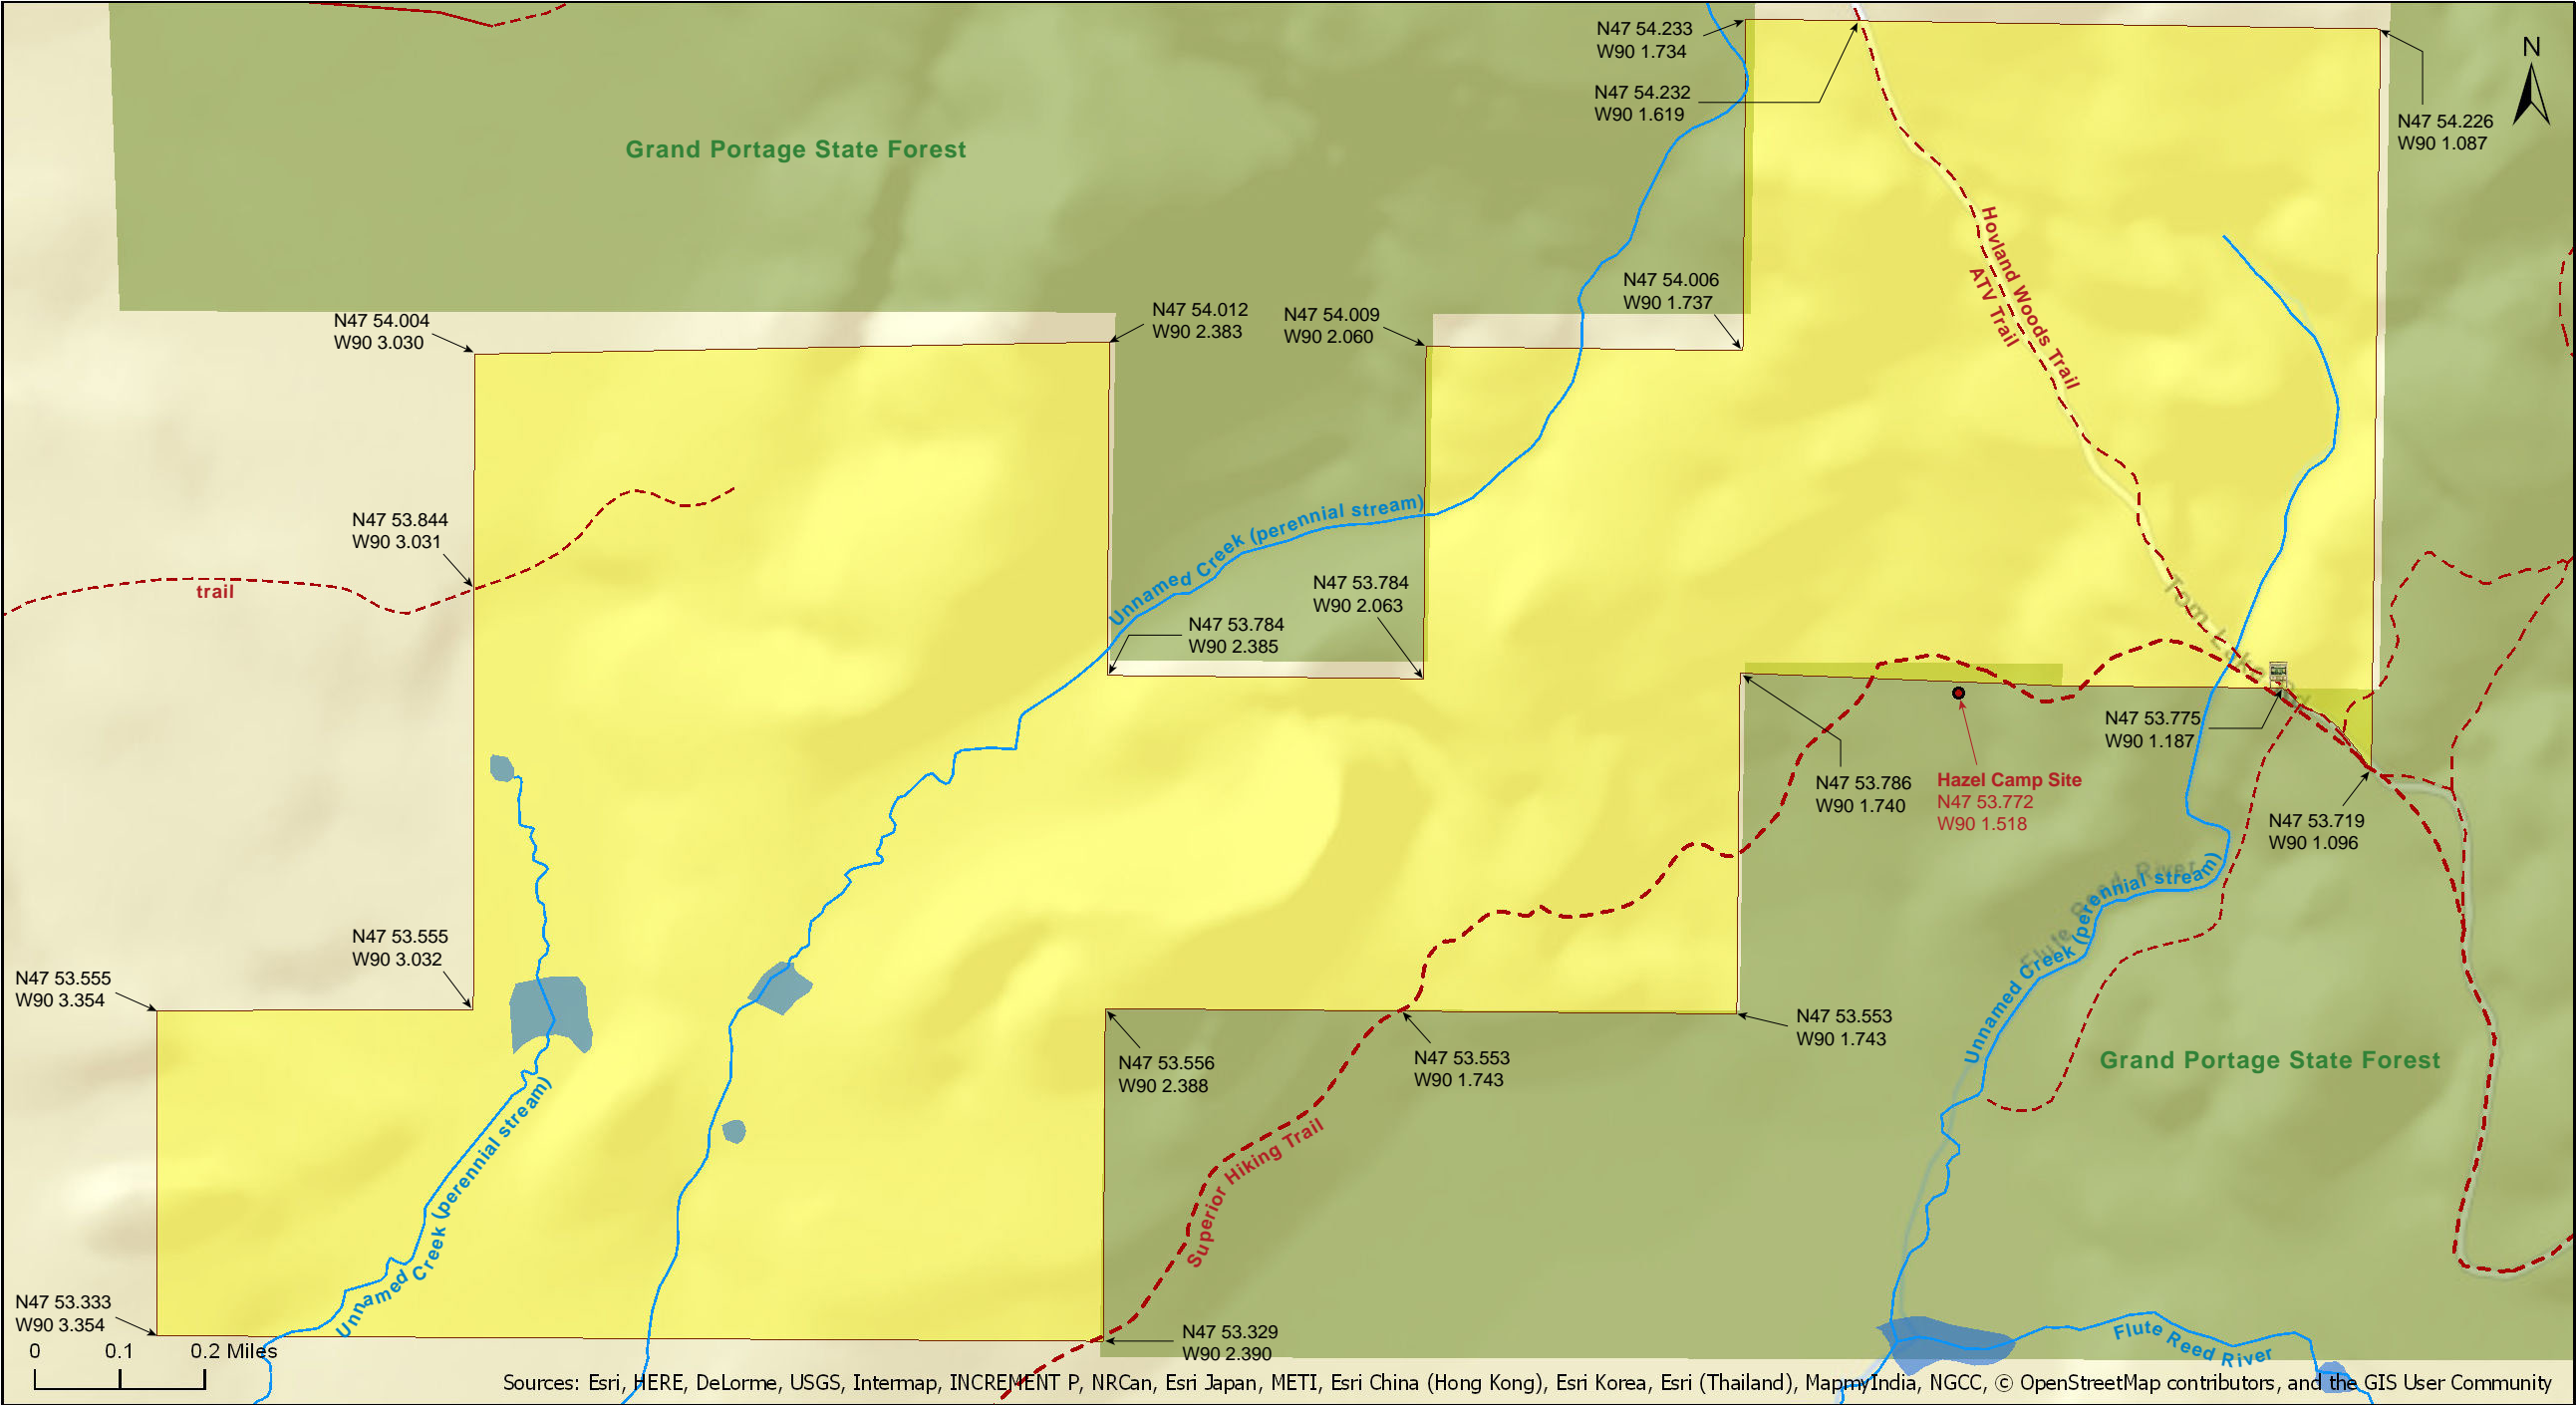 N47 54.233
W90 1.734
N
N47 54.232
W90 1.619
N47 54.226
W90 1.087
Grand Portage State Forest
Hovland Woods Trail
ATV Trail
N47 54.006
W90 1.737
N47 54.004
W90 3.030
N47 54.012
W90 2.383
N47 54.009
W90 2.060
N47 53.844
W90 3.031
Unnamed Creek (perennial stream)
trail
N47 53.784
W90 2.063
N47 53.784
W90 2.385
Tom Lake Rd
N47 53.775
W90 1.187
N47 53.786
W90 1.740
Hazel Camp Site
N47 53.772
W90 1.518
N47 53.719
W90 1.096
Flute Reed River
Unnamed Creek (perennial stream)
N47 53.555
W90 3.032
N47 53.555
W90 3.354
N47 53.553
W90 1.743
N47 53.556
W90 2.388
N47 53.553
W90 1.743
Grand Portage State Forest
Superior Hiking Trail
Unnamed Creek (perennial stream)
N47 53.333
W90 3.354
N47 53.329
W90 2.390
Flute Reed River
0 0.1 0.2 Miles
Sources: Esri, HERE, DeLorme, USGS, Intermap, INCREMENT P, NRCan, Esri Japan, METI, Esri China (Hong Kong), Esri Korea, Esri (Thailand), MapmyIndia, NGCC, © OpenStreetMap contributors, and the GIS User Community